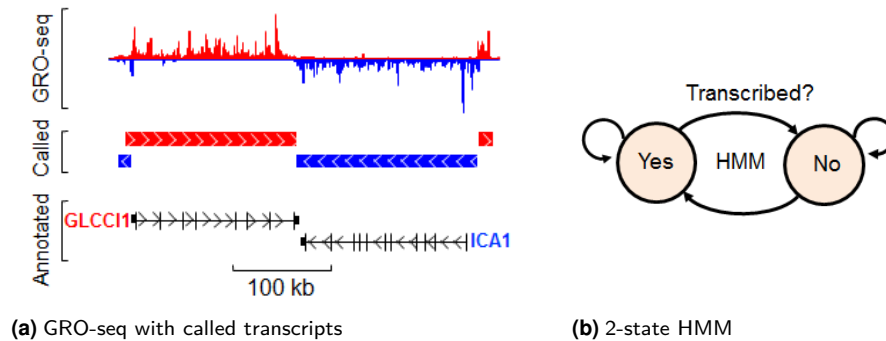 GRO-seq
Called
Annotated
GLCCI1
ICA1
100 kb
(a) GRO-seq with called transcripts
Transcribed?
Yes
HMM
No
(b) 2-state HMM